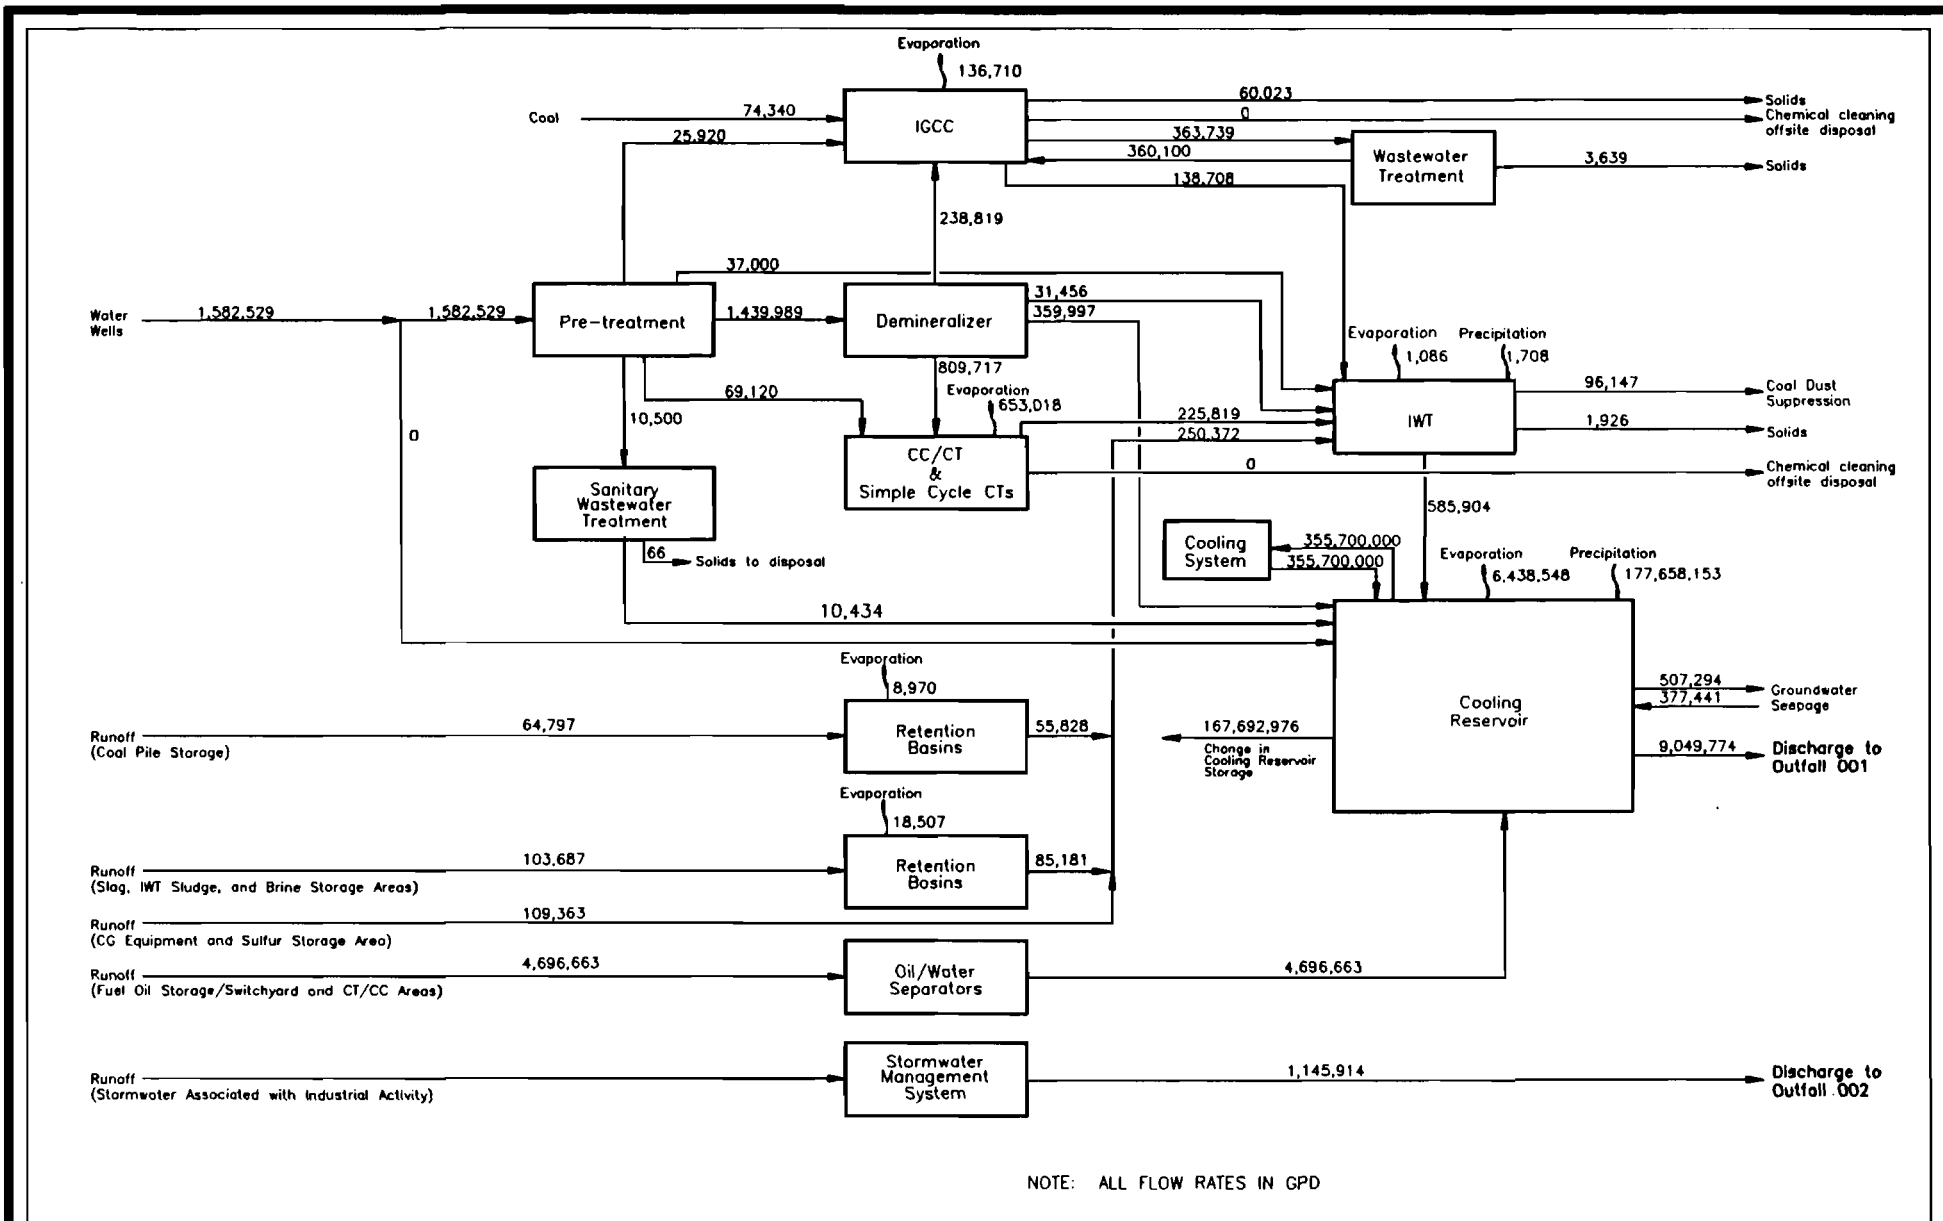 Evaporation
136,710
Coal
74,340
IGCC
60,023
Solids
0
Chemical cleaning
offsite disposal
25,920
363,739
360,100
Wastewater
Treatment
3,639
Solids
138,708
238,819
37,000
Water
Wells
1,582,529
1,582,529
Pre-treatment
1,439,989
Demineralizer
31,456
359,997
Evaporation
1,086
Precipitation
1,708
809,717
Evaporation
653,018
69,120
10,500
0
225,819
250,372
IWT
96,147
Coal Dust
Suppression
1,926
Solids
CC/CT
&
Simple Cycle CTs
0
Chemical cleaning
offsite disposal
Sanitary
Wastewater
Treatment
66
Solids to disposal
585,904
Cooling
System
355,700,000
355,700,000
Evaporation
6,438,548
Precipitation
177,658,153
10,434
Evaporation
8,970
Runoff
(Coal Pile Storage)
64,797
Retention
Basins
55,828
167,692,976
Change in
Cooling Reservoir
Storage
Cooling
Reservoir
507,294
377,441
Groundwater
Seepage
9,049,774
Discharge to
Outfall 001
Evaporation
18,507
Runoff
(Slag, IWT Sludge, and Brine Storage Areas)
103,687
Retention
Basins
85,181
Runoff
(CG Equipment and Sulfur Storage Area)
109,363
Runoff
(Fuel Oil Storage/Switchyard and CT/CC Areas)
4,696,663
Oil/Water
Separators
4,696,663
Runoff
(Stormwater Associated with Industrial Activity)
Stormwater
Management
System
1,145,914
Discharge to
Outfall 002
NOTE: ALL FLOW RATES IN GPD